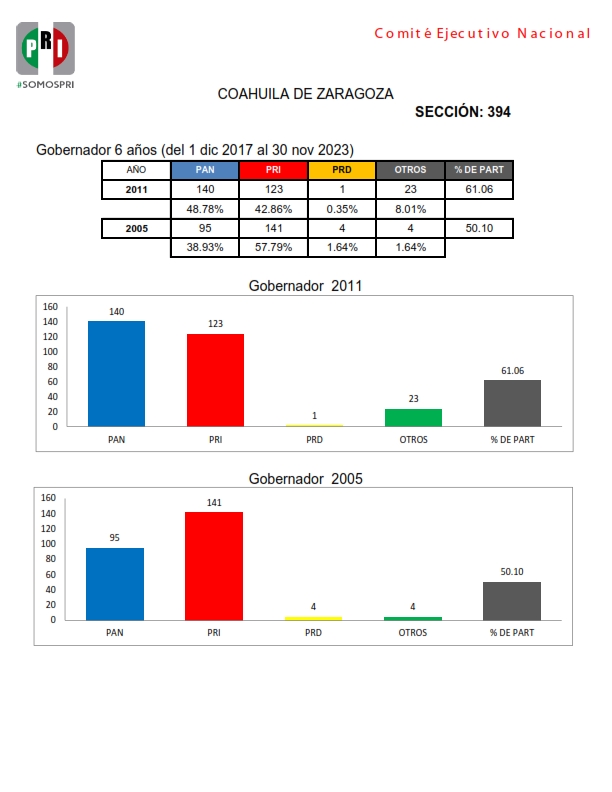 PRI
#SOMOSPRI
Comité Ejecutivo Nacional
COAHUILA DE ZARAGOZA
SECCIÓN: 394
Gobernador 6 años (del 1 dic 2017 al 30 nov 2023)
AÑO PAN PRI PRD OTROS % DE PART
2011 140 123 1 23 61.06
48.78% 42.86% 0.35% 8.01%
2005 95 141 4 4 50.10
38.93% 57.79% 1.64% 1.64%
Gobernador 2011
160
140
120
100
80
60
40
20
0
140
123
1
23
61.06
PAN PRI PRD OTROS % DE PART
Gobernador 2005
160
140
120
100
80
60
40
20
0
95
141
4
4
50.10
PAN PRI PRD OTROS % DE PART